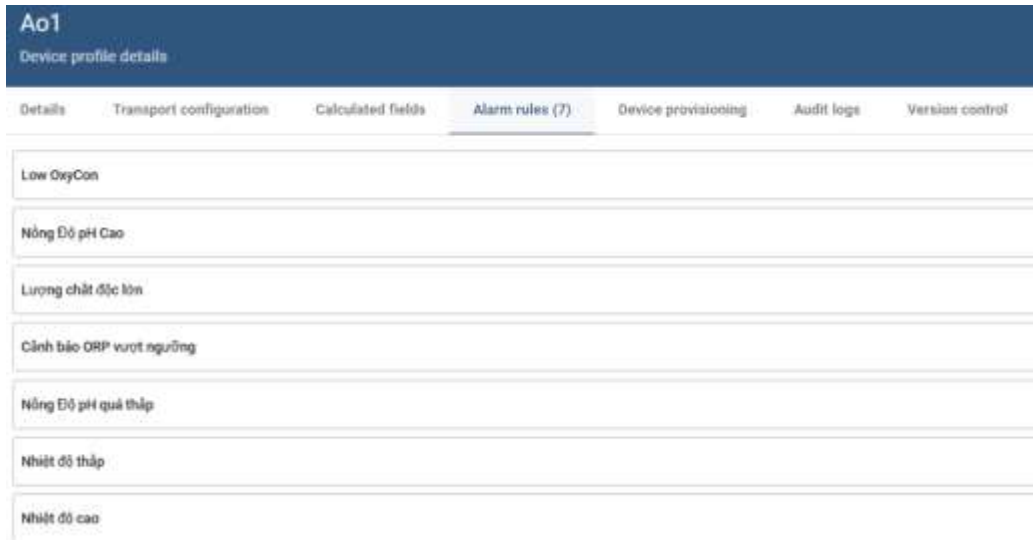 Ao1
Device profile details
Details Transport configuration Calculated fields Alarm rules (7) Device provisioning Audit logs Version control
Low OxyCon
Nồng Độ pH Cao
Lượng chất độc lớn
Cảnh báo ORP vượt ngưỡng
Nồng Độ pH quá thấp
Nhiệt độ thấp
Nhiệt độ cao